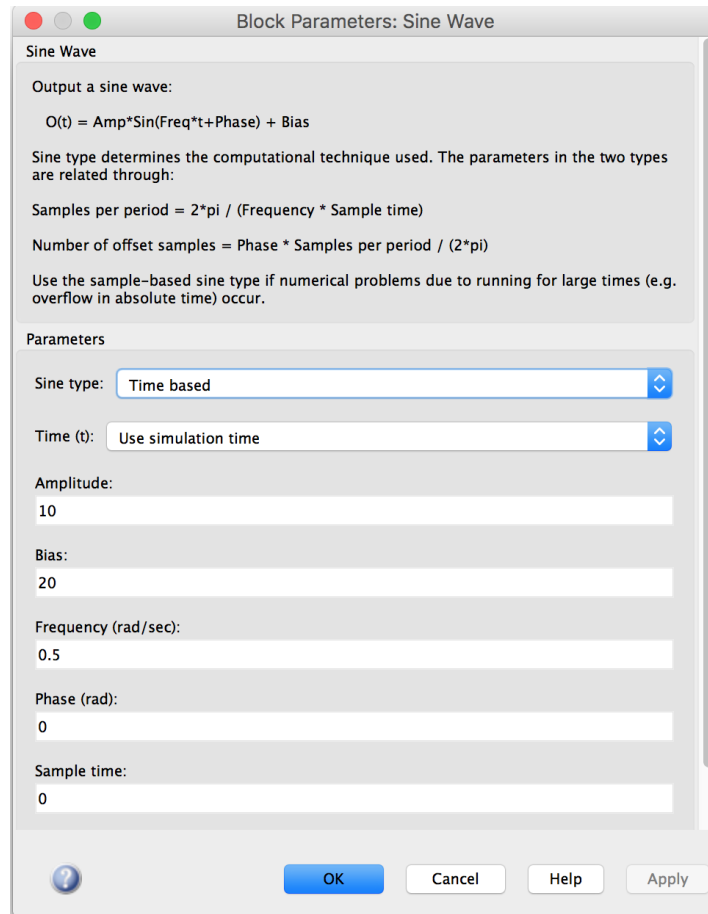 Block Parameters: Sine Wave
Sine Wave
Output a sine wave:
O(t) = Amp*Sin(Freq*t+Phase) + Bias
Sine type determines the computational technique used. The parameters in the two types
are related through:
Samples per period = 2*pi / (Frequency * Sample time)
Number of offset samples = Phase * Samples per period / (2*pi)
Use the sample-based sine type if numerical problems due to running for large times (e.g.
overflow in absolute time) occur.
Parameters
Sine type: Time based
Time (t): Use simulation time
Amplitude:
10
Bias:
20
Frequency (rad/sec):
0.5
Phase (rad):
0
Sample time:
0
? OK Cancel Help Apply